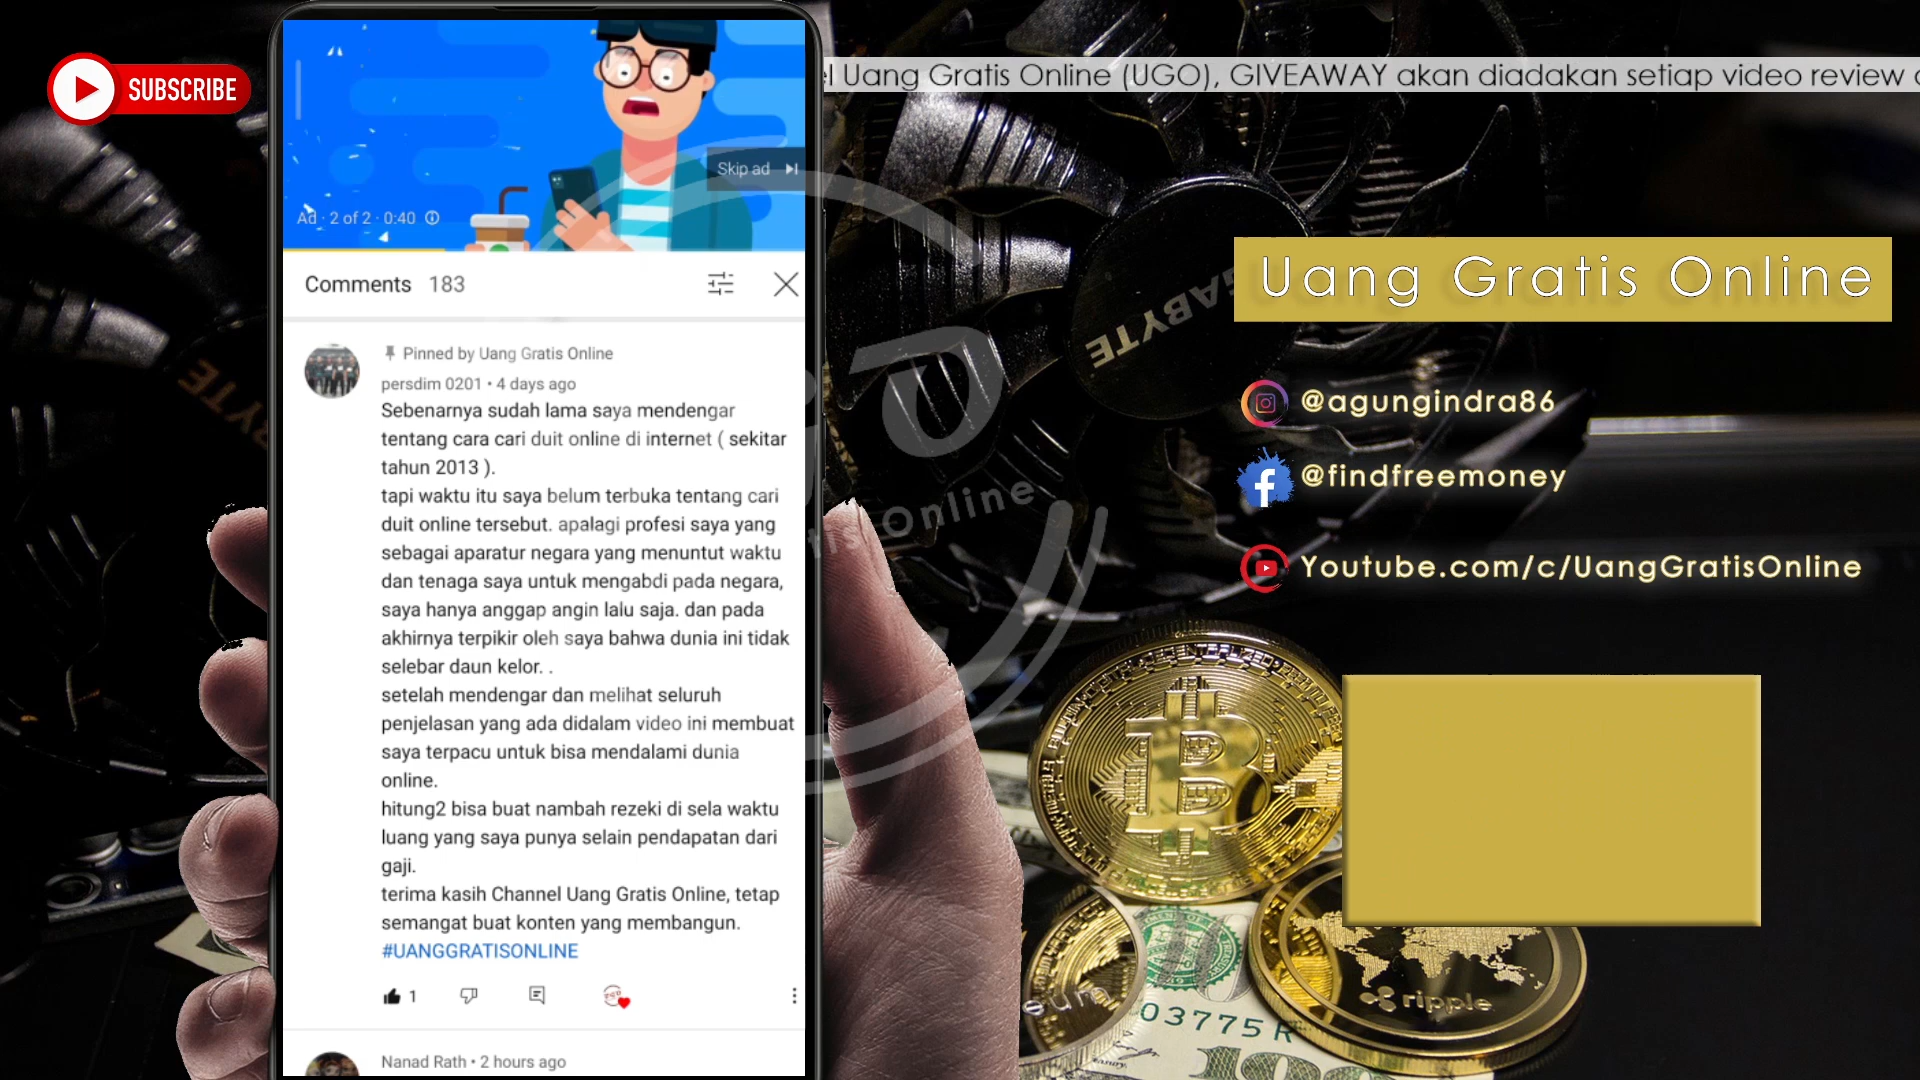 SUBSCRIBE
Uang Gratis Online (UGO), GIVEAWAY akan diadakan setiap video review
Skip ad
Ad · 2 of 2 · 0:40
Comments 183
Pinned by Uang Gratis Online
persdim 0201 • 4 days ago
Sebenarnya sudah lama saya mendengar
tentang cara cari duit online di internet ( sekitar
tahun 2013 ).
tapi waktu itu saya belum terbuka tentang cari
duit online tersebut. apalagi profesi saya yang
sebagai aparatur negara yang menuntut waktu
dan tenaga saya untuk mengabdi pada negara,
saya hanya anggap angin lalu saja. dan pada
akhirnya terpikir oleh saya bahwa dunia ini tidak
selebar daun kelor. .
setelah mendengar dan melihat seluruh
penjelasan yang ada didalam video ini membuat
saya terpacu untuk bisa mendalami dunia
online.
hitung2 bisa buat nambah rezeki di sela waktu
luang yang saya punya selain pendapatan dari
gaji.
terima kasih Channel Uang Gratis Online, tetap
semangat buat konten yang membangun.
#UANGGRATISONLINE
1
Nanad Rath • 2 hours ago
Uang Gratis Online
@agungindra86
@findfreemoney
Youtube.com/c/UangGratisOnline
Online
ripple
03775
100